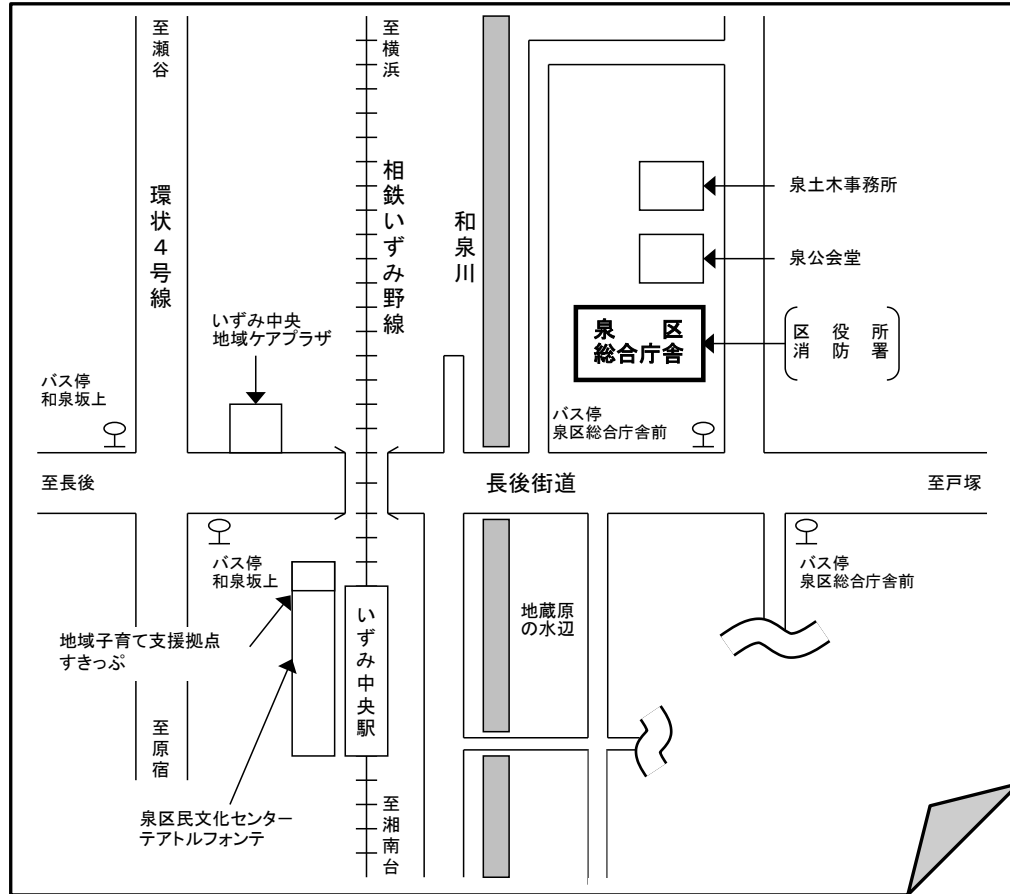 至瀬谷
至横浜
環状４号線
相鉄いずみ野線
和泉川
泉土木事務所
泉公会堂
泉　区
総合庁舎
区役所
消防署
いずみ中央
地域ケアプラザ
バス停
和泉坂上
バス停
泉区総合庁舎前
至長後
長後街道
至戸塚
バス停
和泉坂上
バス停
泉区総合庁舎前
地域子育て支援拠点
すきっぷ
いずみ中央駅
地蔵原
の水辺
至原宿
泉区民文化センター
テアトルフォンテ
至湘南台